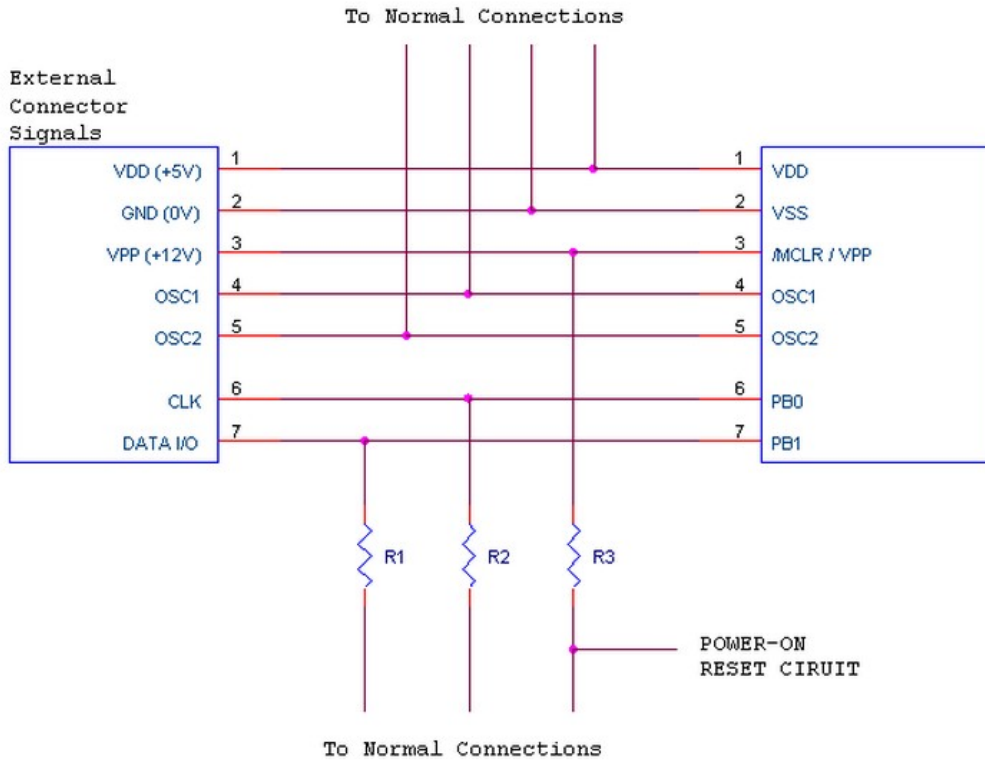 To Normal Connections
External
Connector
Signals
VDD (+5V) 1
GND (0V) 2
VPP (+12V) 3
OSC1 4
OSC2 5
CLK 6
DATA I/O 7
1 VDD
2 VSS
3 /MCLR / VPP
4 OSC1
5 OSC2
6 PB0
7 PB1
R1
R2
R3
POWER-ON
RESET CIRUIT
To Normal Connections